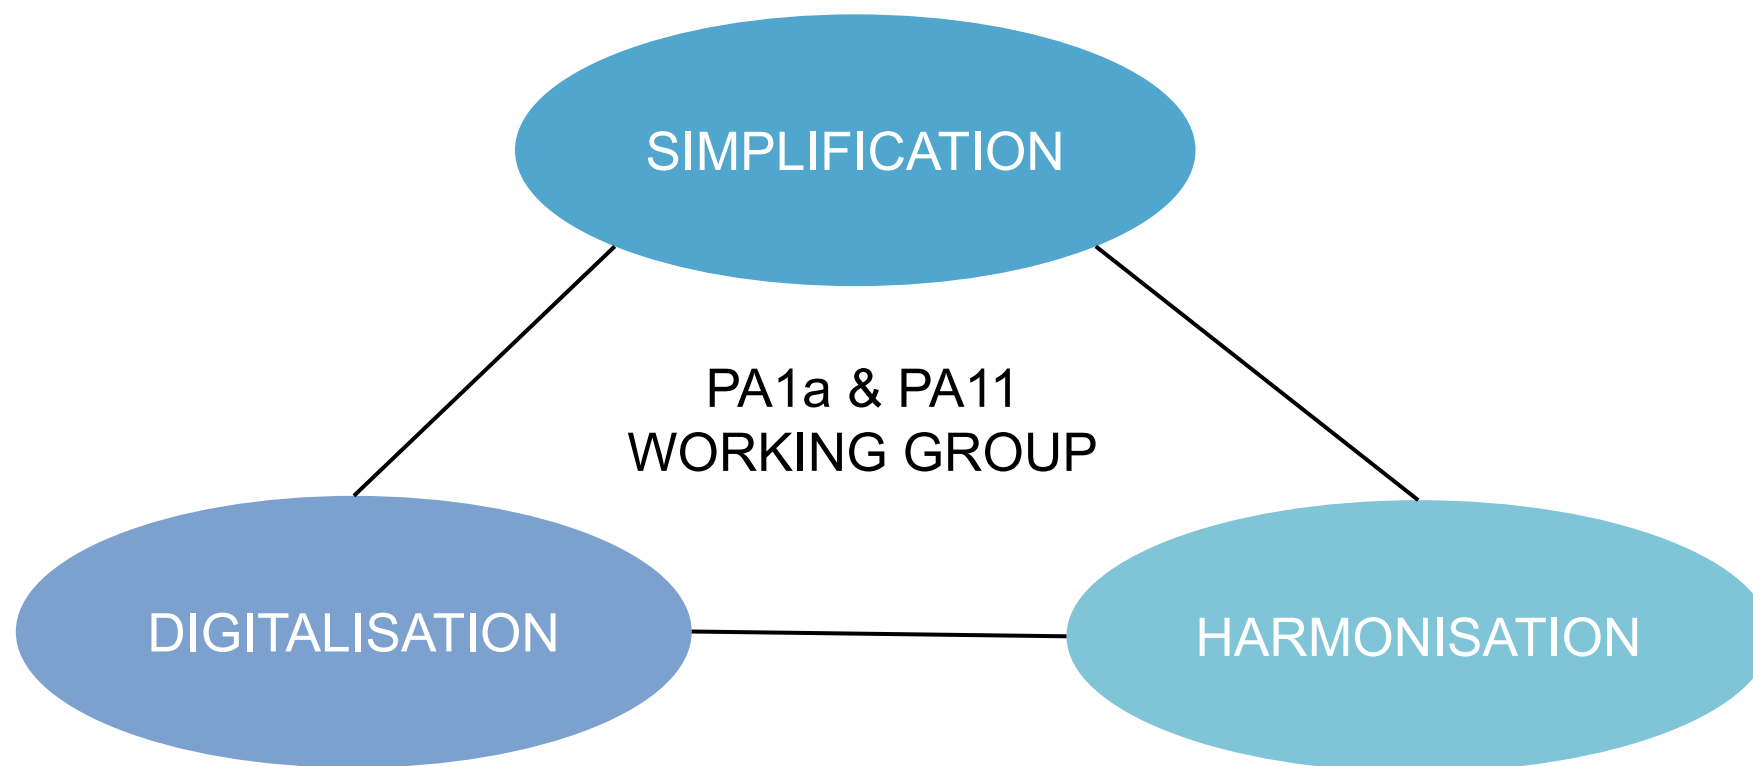 SIMPLIFICATION
PA1a & PA11
WORKING GROUP
DIGITALISATION
HARMONISATION